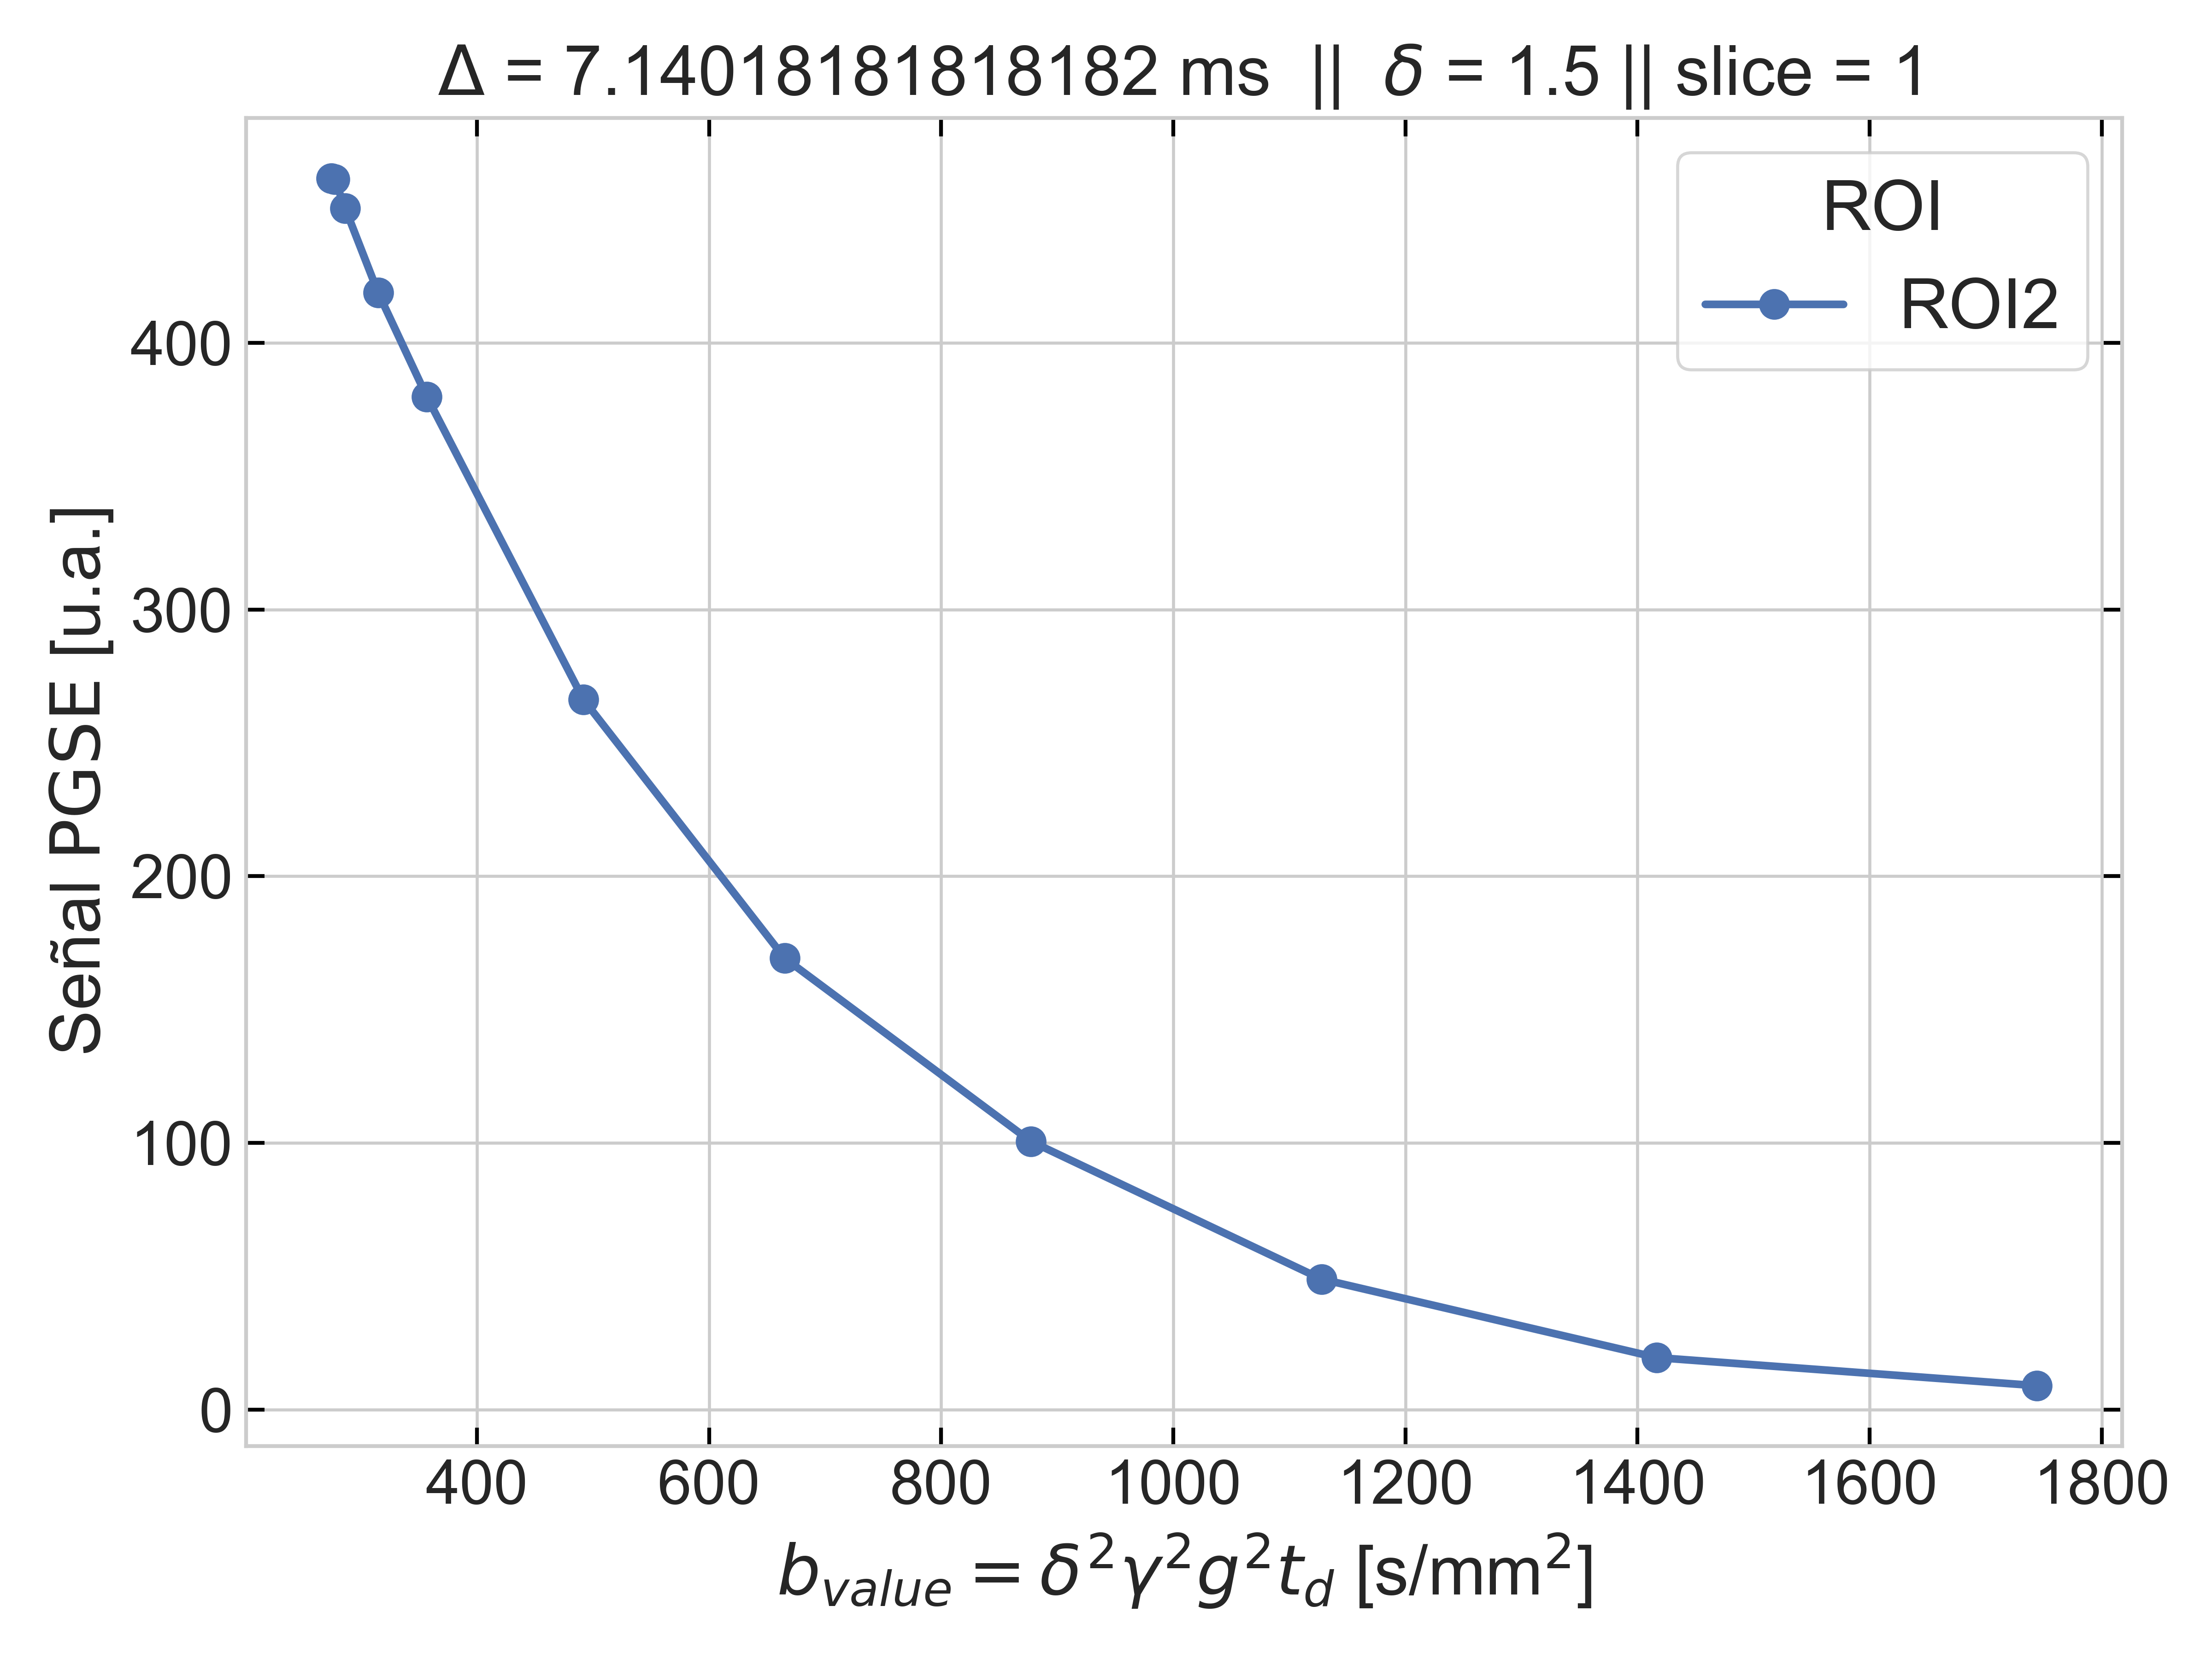 Δ = 7.140181818181818182 ms || δ = 1.5 || slice = 1
ROI
ROI2
400
300
200
100
0
Señal PGSE [u.a.]
400 600 800 1000 1200 1400 1600 1800
b_value = δ²γ²g²t_d [s/mm²]